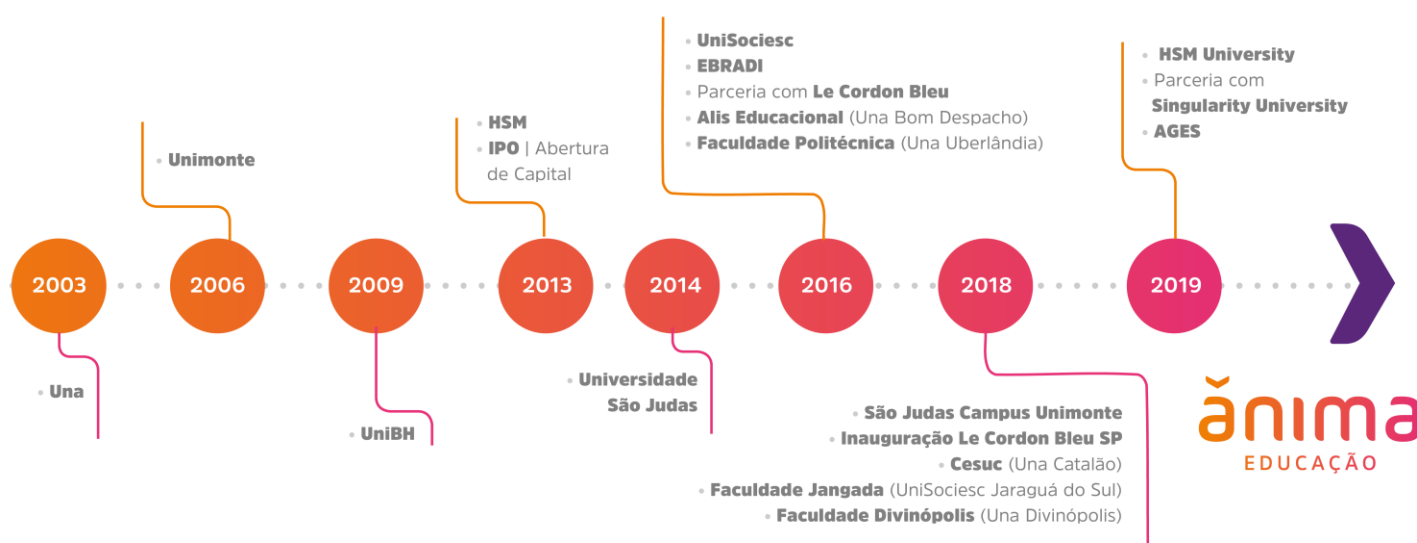 • UniSociesc
• EBRADI
• Parceria com Le Cordon Bleu
• Alis Educacional (Una Bom Despacho)
• Faculdade Politécnica (Una Uberlândia)
• HSM University
• Parceria com
Singularity University
• AGES
• HSM
• IPO | Abertura
de Capital
• Unimonte
2003
2006
2009
2013
2014
2016
2018
2019
• Una
• UniBH
• Universidade
São Judas
• São Judas Campus Unimonte
• Inauguração Le Cordon Bleu SP
• Cesuc (Una Catalão)
• Faculdade Jangada (UniSociesc Jaraguá do Sul)
• Faculdade Divinópolis (Una Divinópolis)
ănima
EDUCAÇÃO